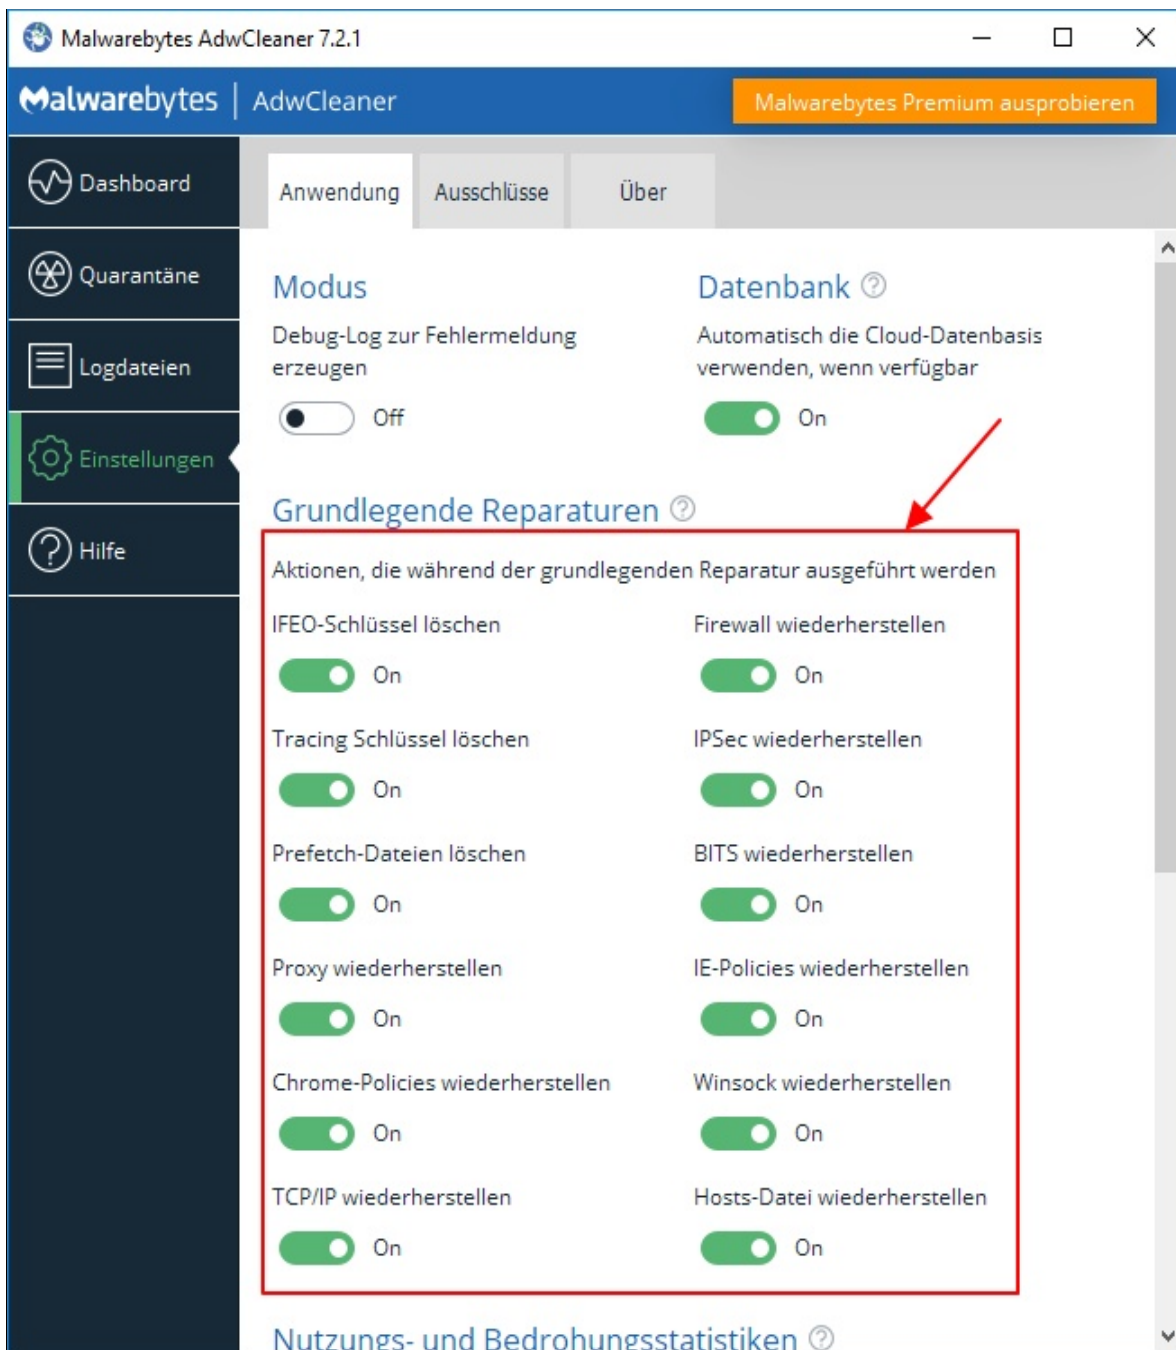 Malwarebytes AdwCleaner 7.2.1
Malwarebytes | AdwCleaner
Malwarebytes Premium ausprobieren
Dashboard
Quarantäne
Logdateien
Einstellungen
Hilfe
Anwendung
Ausschlüsse
Über
Modus
Debug-Log zur Fehlermeldung
erzeugen
Off
Datenbank ?
Automatisch die Cloud-Datenbasis
verwenden, wenn verfügbar
On
Grundlegende Reparaturen ?
Aktionen, die während der grundlegenden Reparatur ausgeführt werden
IFEO-Schlüssel löschen
On
Firewall wiederherstellen
On
Tracing Schlüssel löschen
On
IPSec wiederherstellen
On
Prefetch-Dateien löschen
On
BITS wiederherstellen
On
Proxy wiederherstellen
On
IE-Policies wiederherstellen
On
Chrome-Policies wiederherstellen
On
Winsock wiederherstellen
On
TCP/IP wiederherstellen
On
Hosts-Datei wiederherstellen
On
Nutzungs- und Bedrohungsstatistiken ?